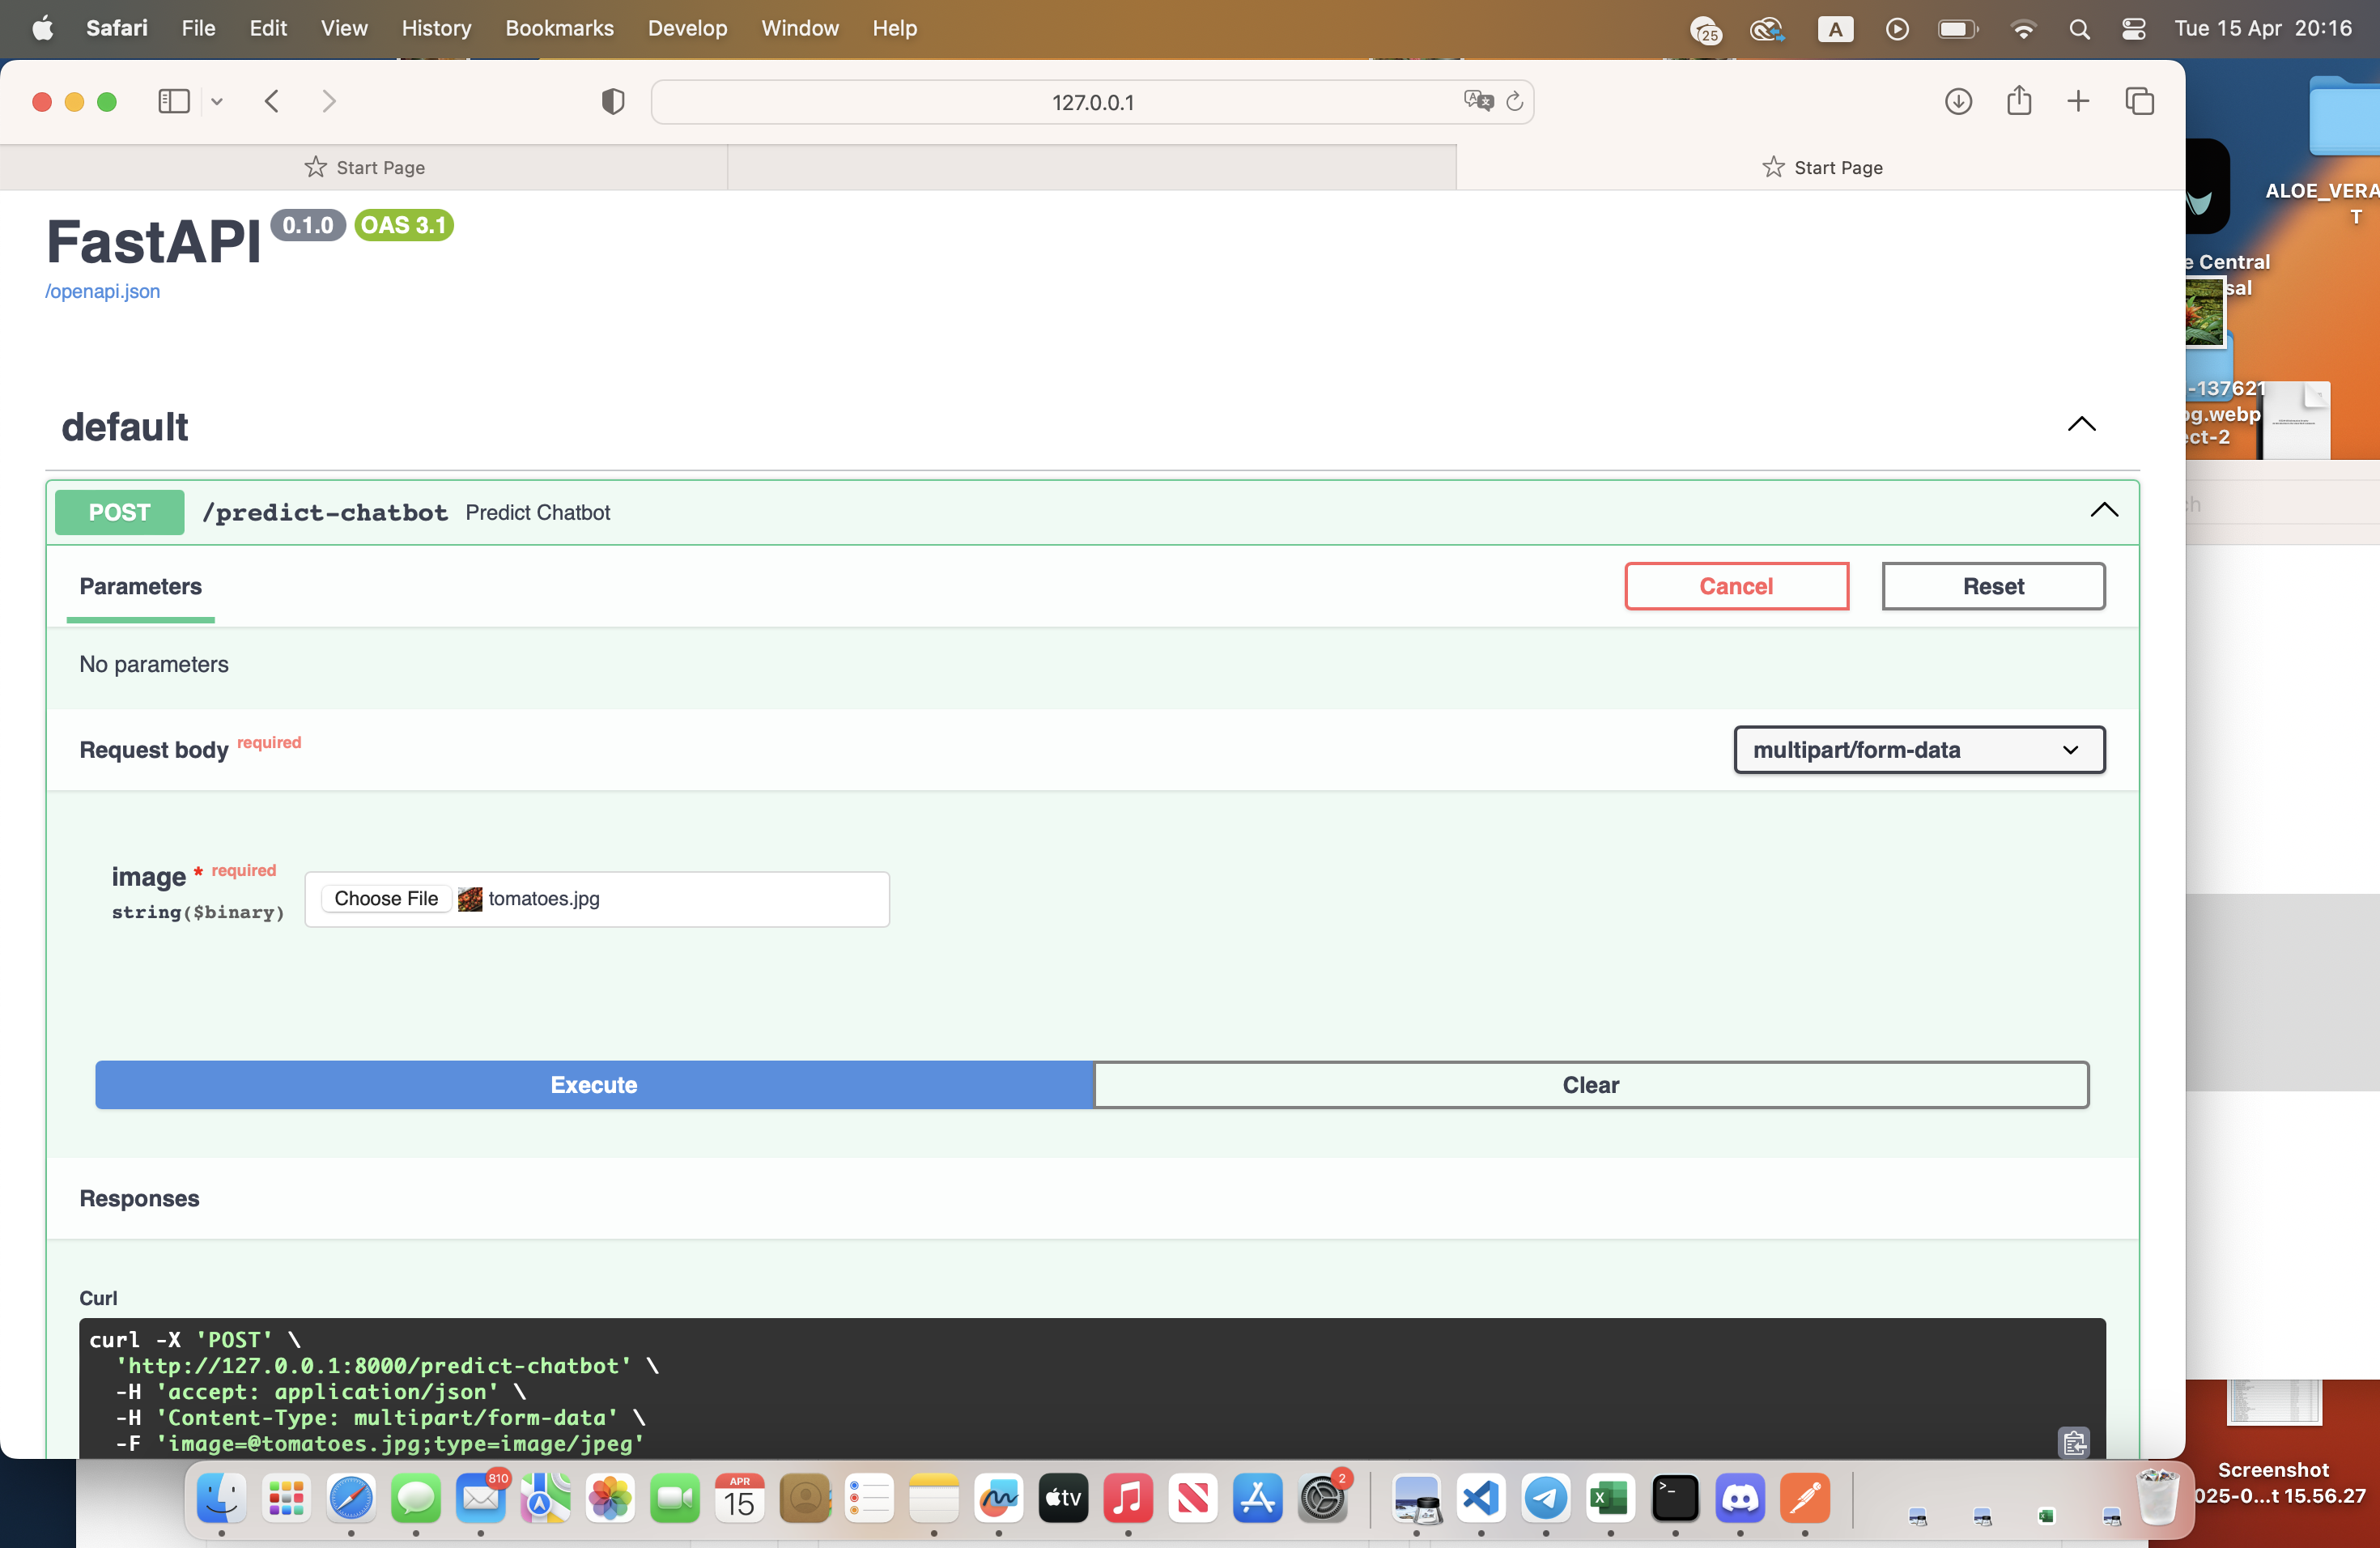 Safari File Edit View History Bookmarks Develop Window Help 25 A Tue 15 Apr 20:16
127.0.0.1
Start Page Start Page
FastAPI 0.1.0 OAS 3.1
/openapi.json
default
POST /predict-chatbot Predict Chatbot
Parameters Cancel Reset
No parameters
Request body required multipart/form-data
image * required
string($binary)
Choose File tomatoes.jpg
Execute Clear
Responses
Curl
curl -X 'POST' \
'http://127.0.0.1:8000/predict-chatbot' \
-H 'accept: application/json' \
-H 'Content-Type: multipart/form-data' \
-F 'image=@tomatoes.jpg;type=image/jpeg'
ALOE_VERA
T
e Central
sal
-137621
og.webp
ect-2
ch
Screenshot
025-0...t 15.56.27
810
APR
15
tv
2